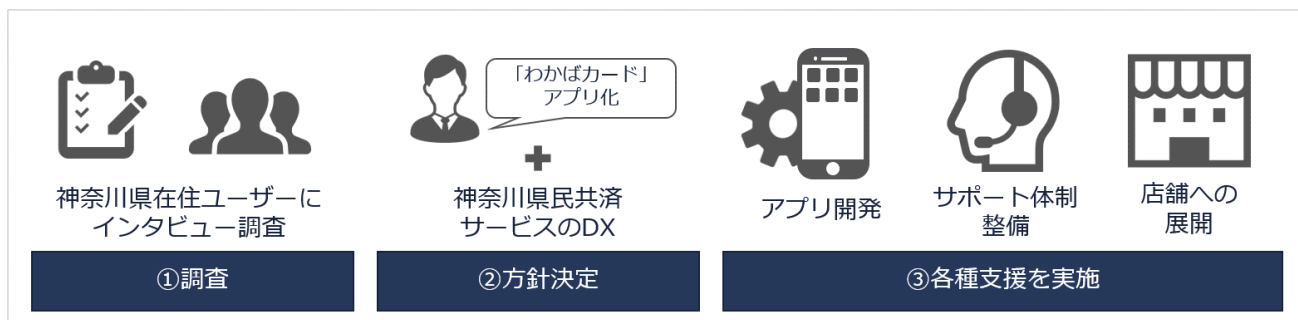 神奈川県在住ユーザーに
インタビュー調査
①調査
「わかばカード」
アプリ化
神奈川県民共済
サービスのDX
②方針決定
アプリ開発
サポート体制
整備
店舗への
展開
③各種支援を実施